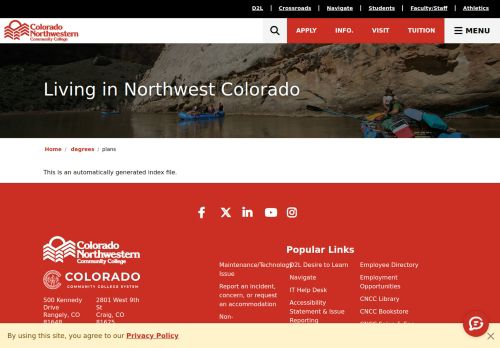 D2L | Crossroads | Navigate | Students | Faculty/Staff | Athletics
Colorado
Northwestern
Community College
APPLY INFO. VISIT TUITION MENU
Living in Northwest Colorado
Home / degrees / plans
This is an automatically generated index file.
Colorado
Northwestern
Community College
COLORADO
COMMUNITY COLLEGE SYSTEM
500 Kennedy
Drive
Rangely, CO
81648
2801 West 9th
St
Craig, CO
81625
Popular Links
Maintenance/Technology
Issue
Report an incident,
concern, or request
an accommodation
Non-
D2L Desire to Learn
Navigate
IT Help Desk
Accessibility
Statement & Issue
Reporting
Employee Directory
Employment
Opportunities
CNCC Library
CNCC Bookstore
By using this site, you agree to our Privacy Policy